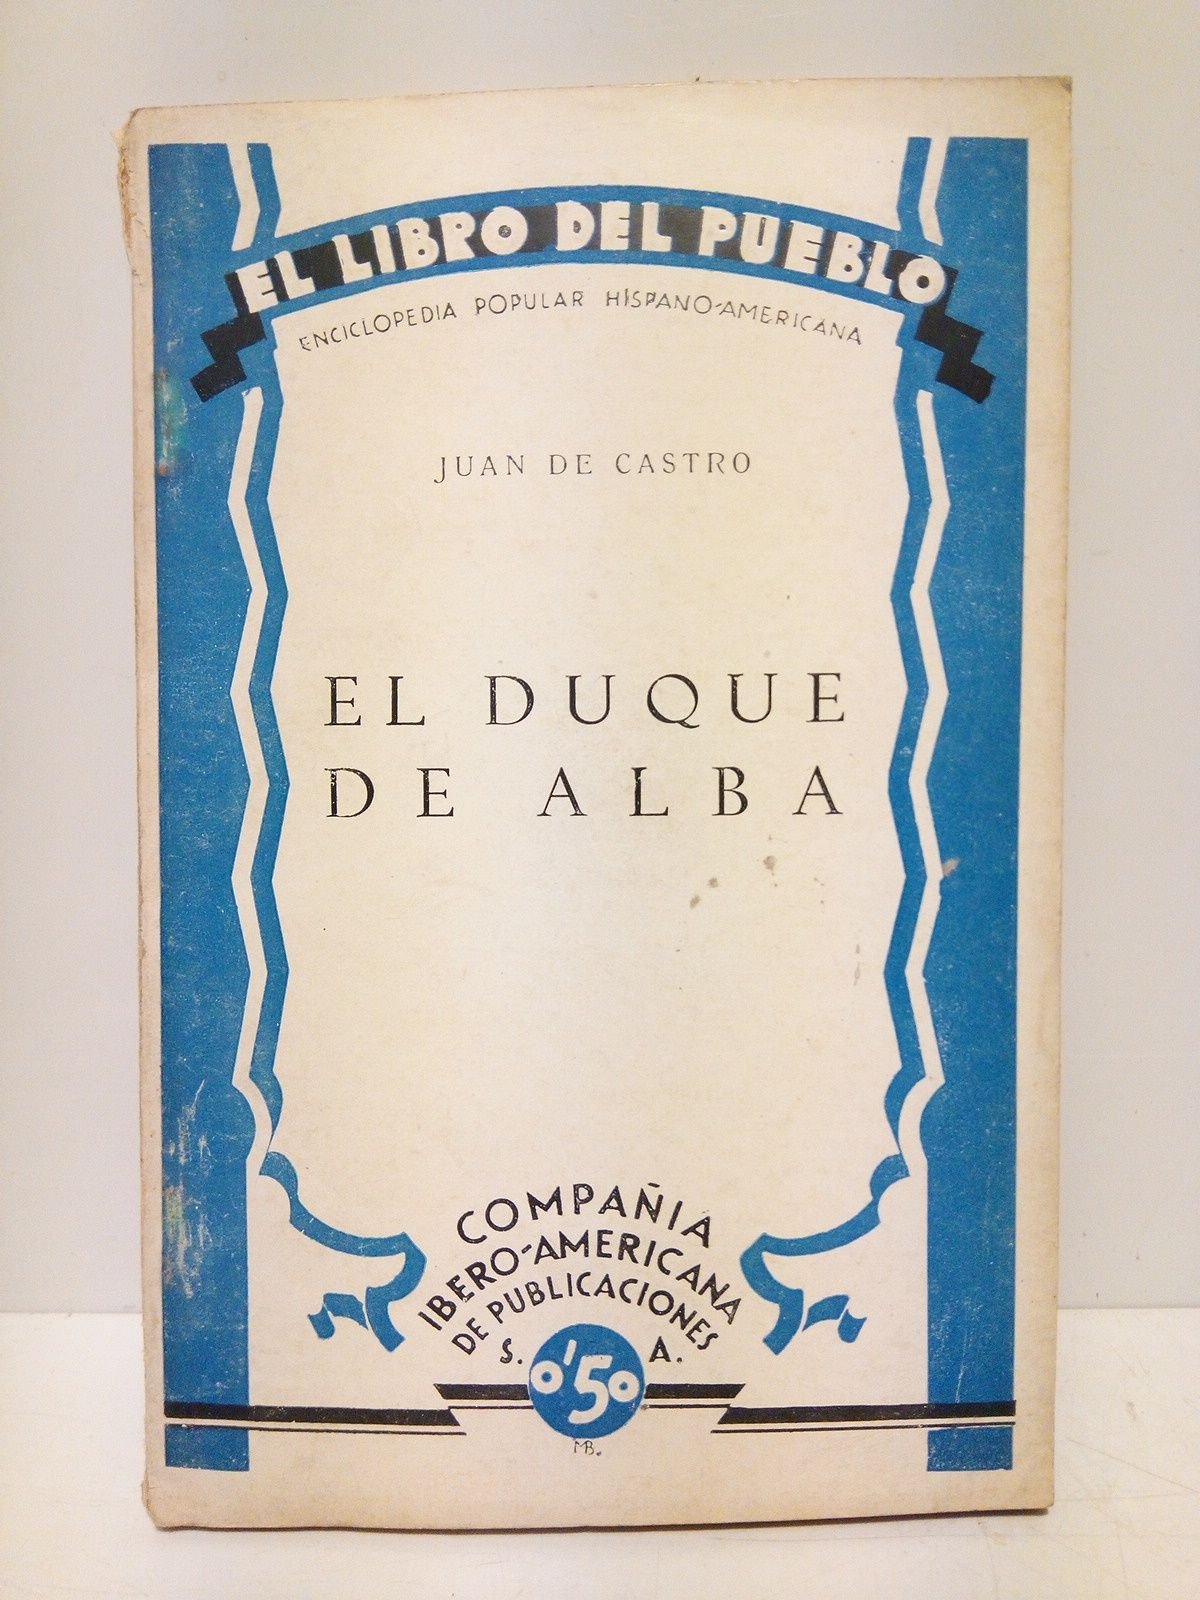 EL LIBRO DEL PUEBLO
ENCICLOPEDIA POPULAR HISPANO-AMERICANA
JUAN DE CASTRO
EL DUQUE
DE ALBA
COMPAÑIA
IBERO-AMERICANA
DE PUBLICACIONES
S. A.
0'50
MB.